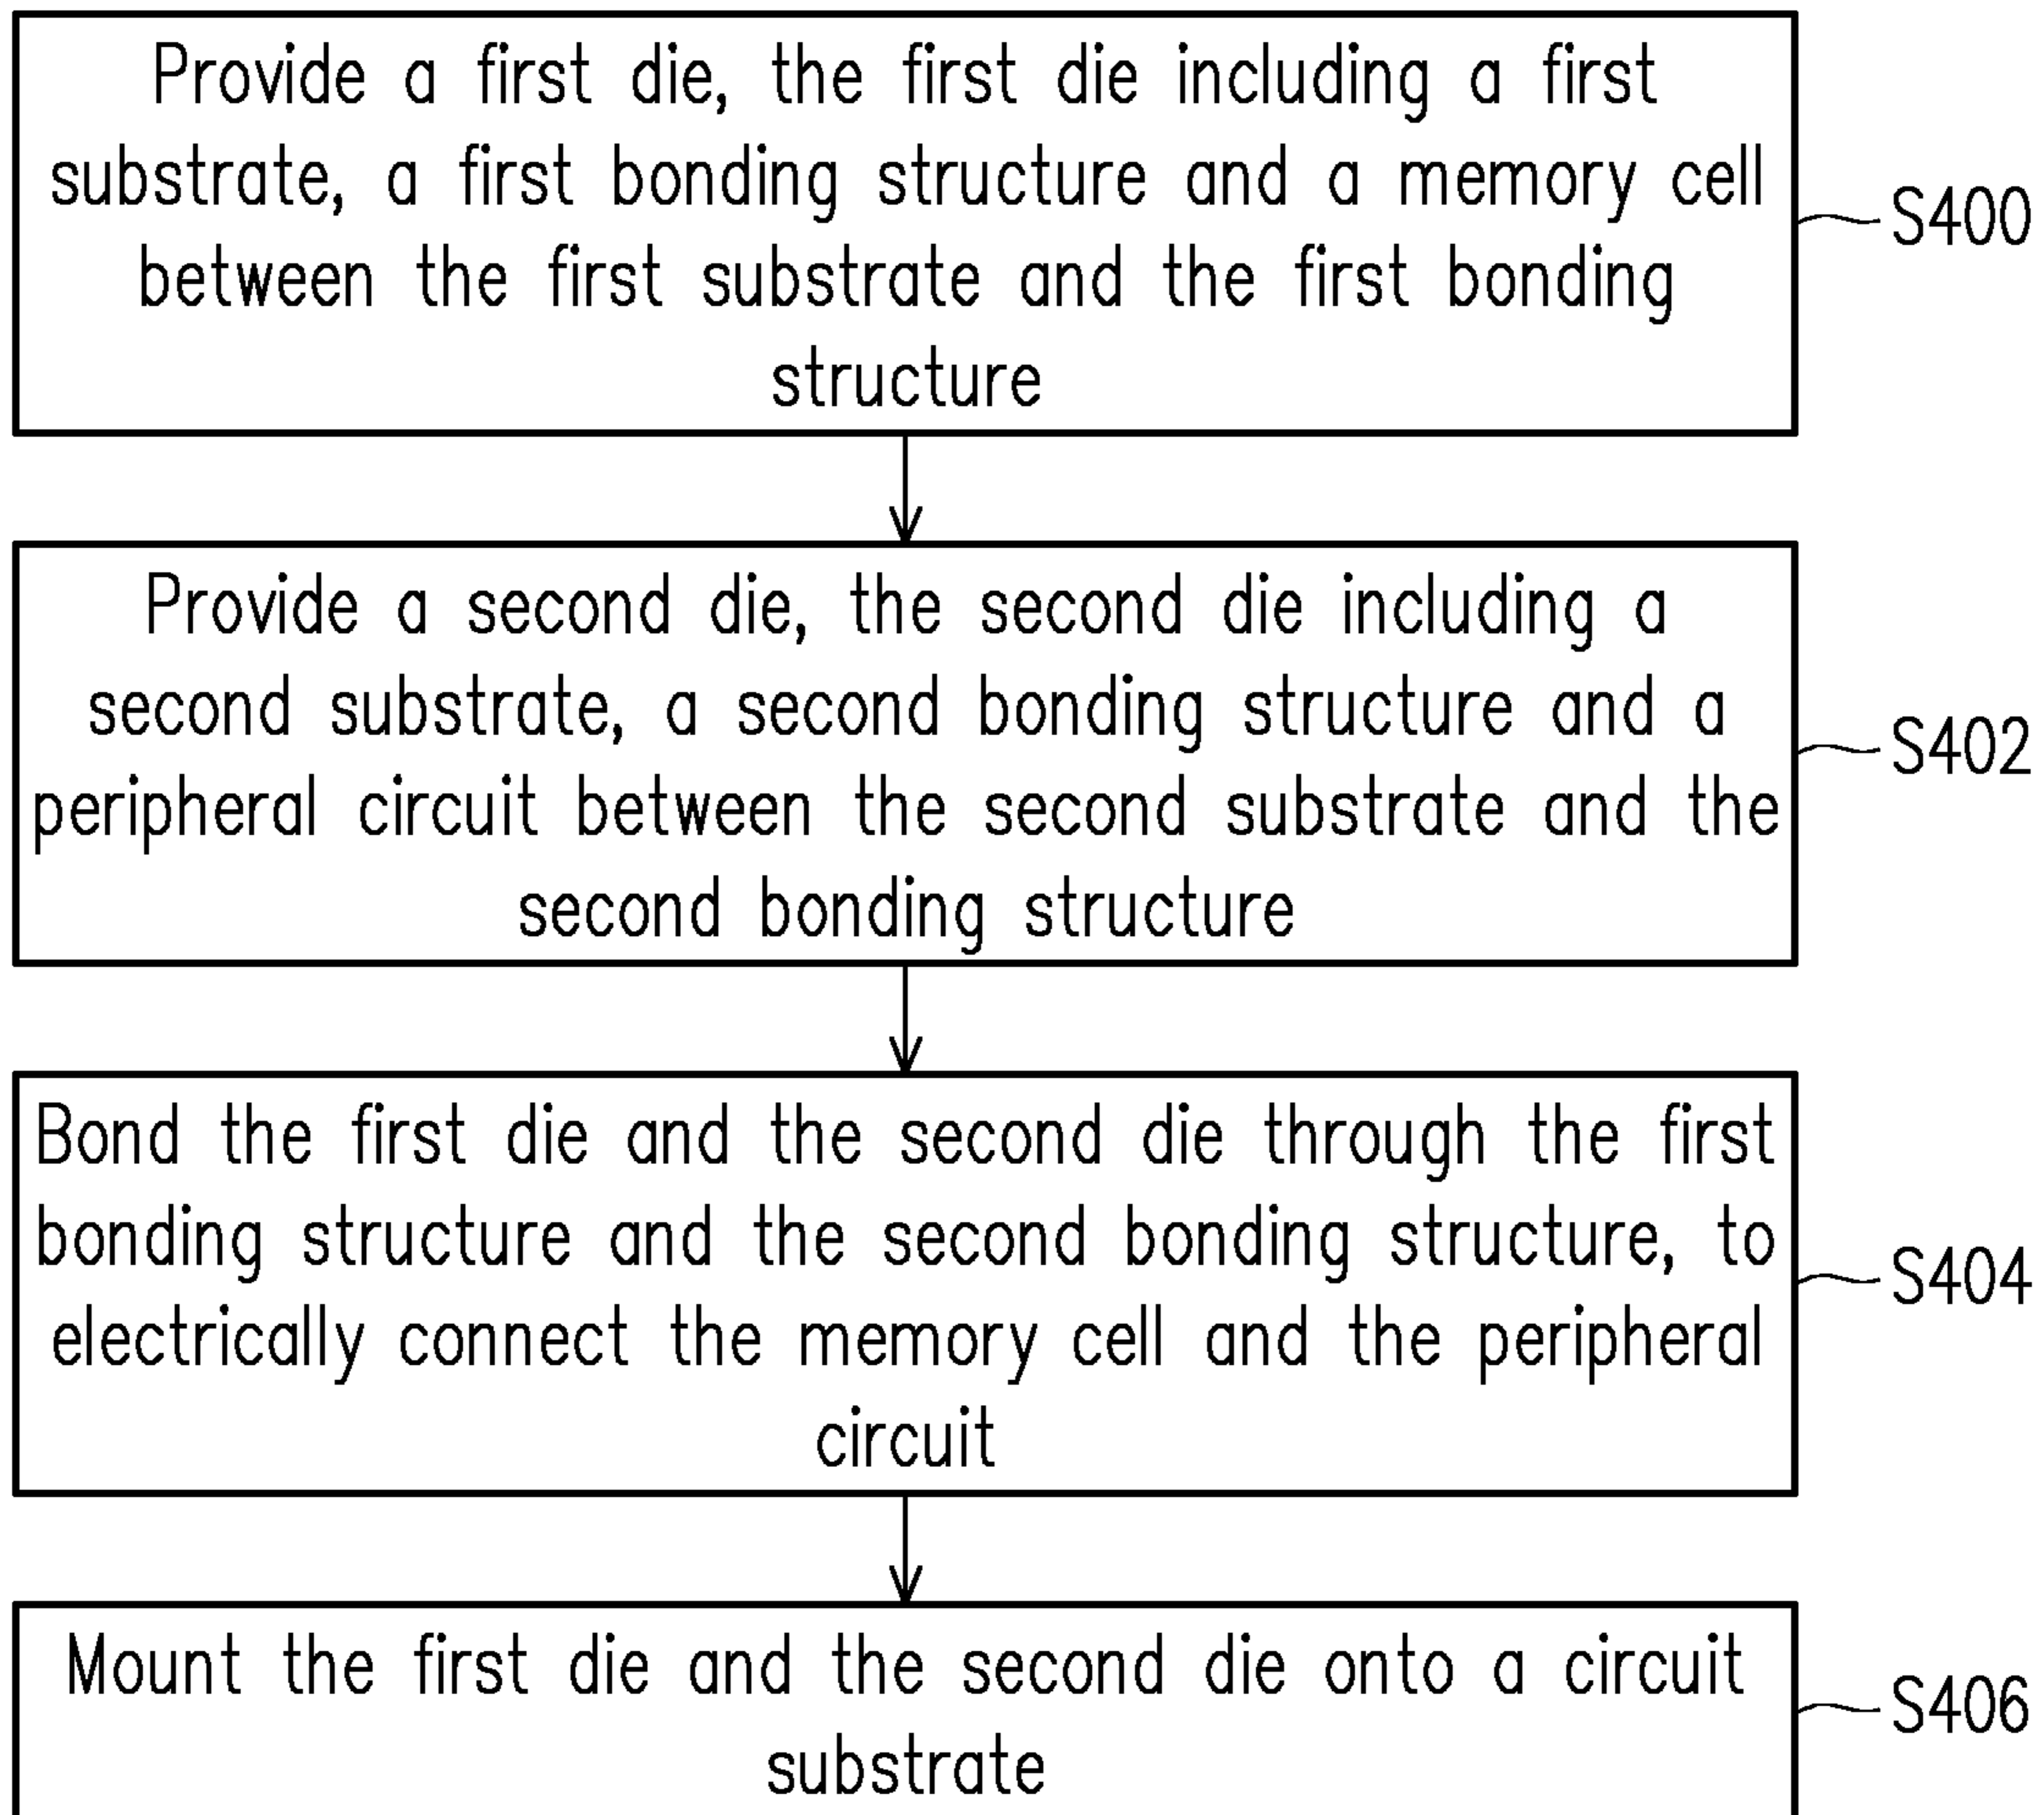 Provide a first die, the first die including a first
substrate, a first bonding structure and a memory cell
between the first substrate and the first bonding
structure
S400
Provide a second die, the second die including a
second substrate, a second bonding structure and a
peripheral circuit between the second substrate and the
second bonding structure
S402
Bond the first die and the second die through the first
bonding structure and the second bonding structure, to
electrically connect the memory cell and the peripheral
circuit
S404
Mount the first die and the second die onto a circuit
substrate
S406